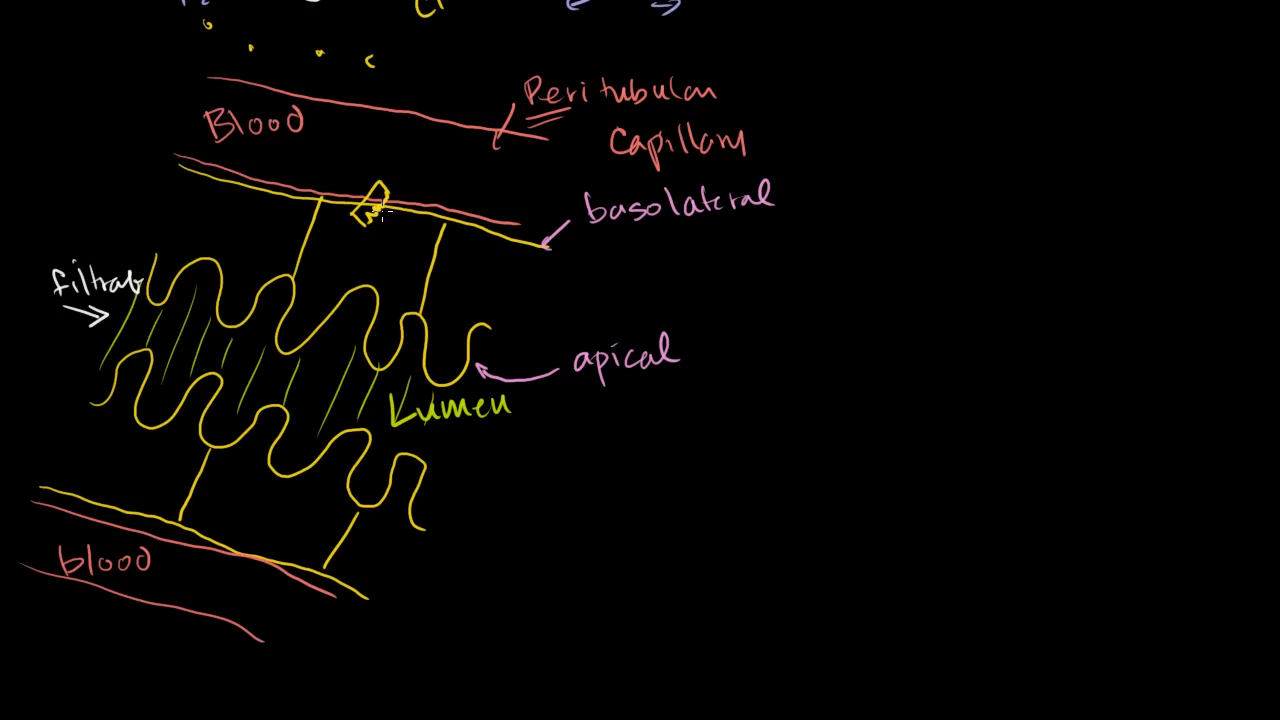 Peritubular
Capillary
Blood
basolateral
filtrate
apical
Lumen
blood